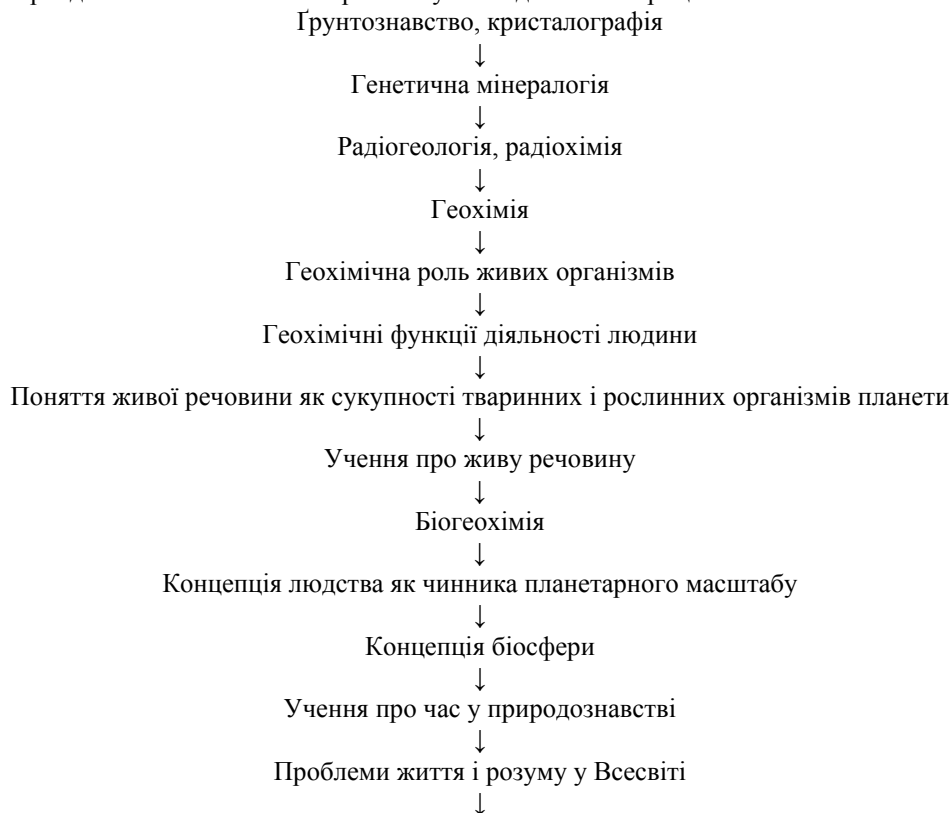 Ґрунтознавство, кристалографія
↓
Генетична мінералогія
↓
Радіогеологія, радіохімія
↓
Геохімія
↓
Геохімічна роль живих організмів
↓
Геохімічні функції діяльності людини
↓
Поняття живої речовини як сукупності тваринних і рослинних організмів планети
↓
Учення про живу речовину
↓
Біогеохімія
↓
Концепція людства як чинника планетарного масштабу
↓
Концепція біосфери
↓
Учення про час у природознавстві
↓
Проблеми життя і розуму у Всесвіті
↓